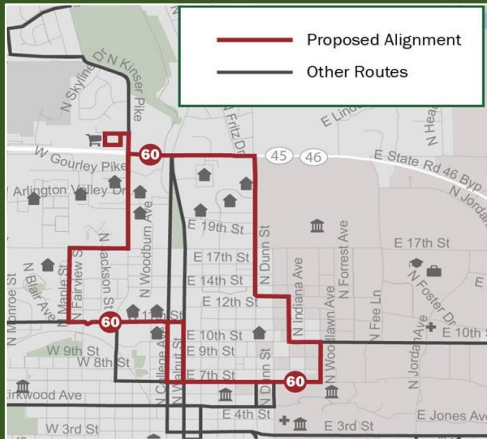 Proposed Alignment
Other Routes
N Skyline Dr
N Kinser Pike
N Fritz Dr
E Lind
N Hea
W Gourley Pike
60
45
46
E State Rd 46 Byp
N Jordan
Arlington Valley Dr
E 19th St
E 17th St
E 17th St
E 14th St
E 12th St
N Dunn St
N Indiana Ave
N Forrest Ave
N Woodburn Ave
N Monroe St
N Blair Ave
N Maple St
N Fairview St
N Jackson St
60
E 10th St
E 10th
E 9th St
W 9th St
W 8th St
E 7th St
60
N College Ave
N Walnut St
N Dunn St
N Woodlawn Ave
N Fee Ln
N Jordan Ave
N Foster Dr
E
Kirkwood Ave
E 4th St
E 3rd St
W 3rd St
E Jones Av